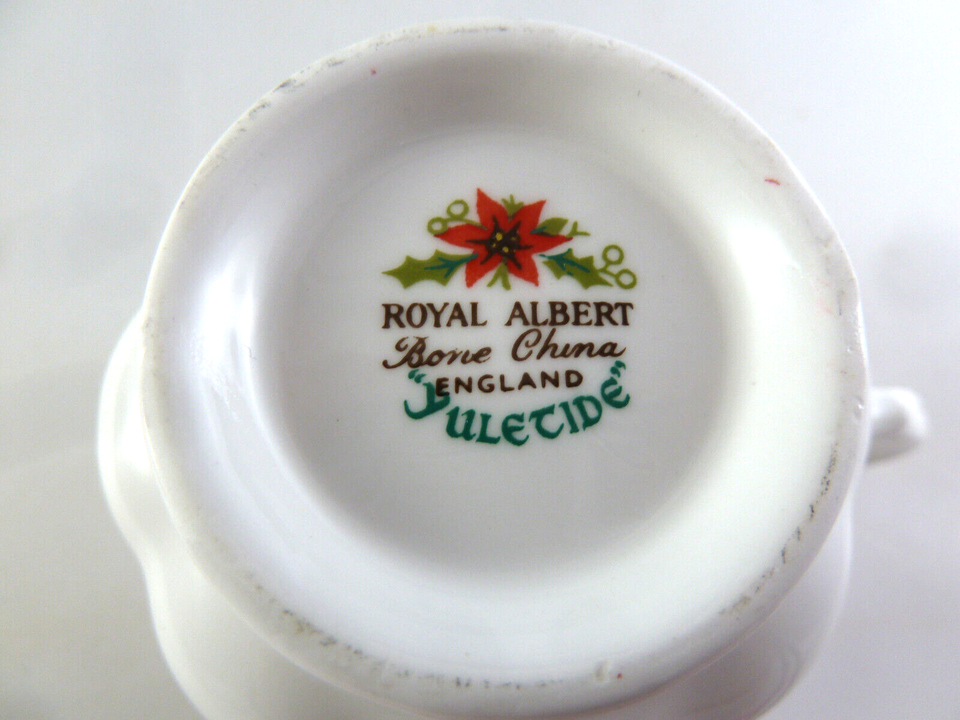 ROYAL ALBERT
Bone China
ENGLAND
"YULETIDE"